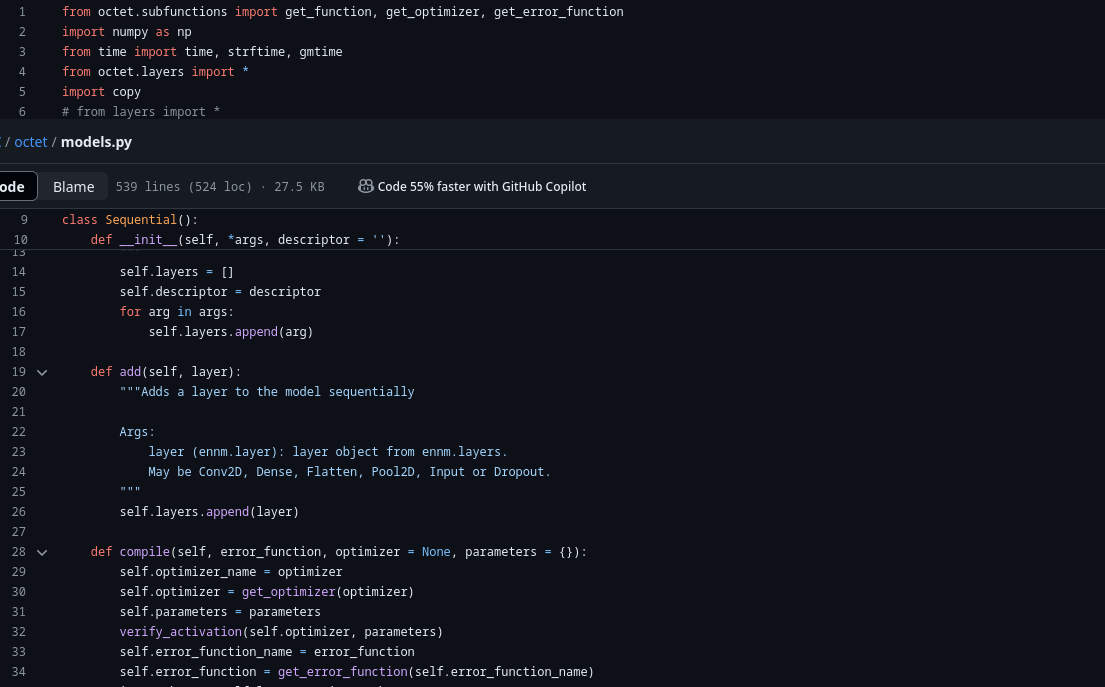 1 from octet.subfunctions import get_function, get_optimizer, get_error_function
2 import numpy as np
3 from time import time, strftime, gmtime
4 from octet.layers import *
5 import copy
6 # from layers import *
/ octet / models.py
ode Blame 539 lines (524 loc) · 27.5 KB Code 55% faster with GitHub Copilot
9 class Sequential():
10 def __init__(self, *args, descriptor = ''):
13
14 self.layers = []
15 self.descriptor = descriptor
16 for arg in args:
17 self.layers.append(arg)
18
19 def add(self, layer):
20 """Adds a layer to the model sequentially
21
22 Args:
23 layer (ennm.layer): layer object from ennm.layers.
24 May be Conv2D, Dense, Flatten, Pool2D, Input or Dropout.
25 """
26 self.layers.append(layer)
27
28 def compile(self, error_function, optimizer = None, parameters = {}):
29 self.optimizer_name = optimizer
30 self.optimizer = get_optimizer(optimizer)
31 self.parameters = parameters
32 verify_activation(self.optimizer, parameters)
33 self.error_function_name = error_function
34 self.error_function = get_error_function(self.error_function_name)